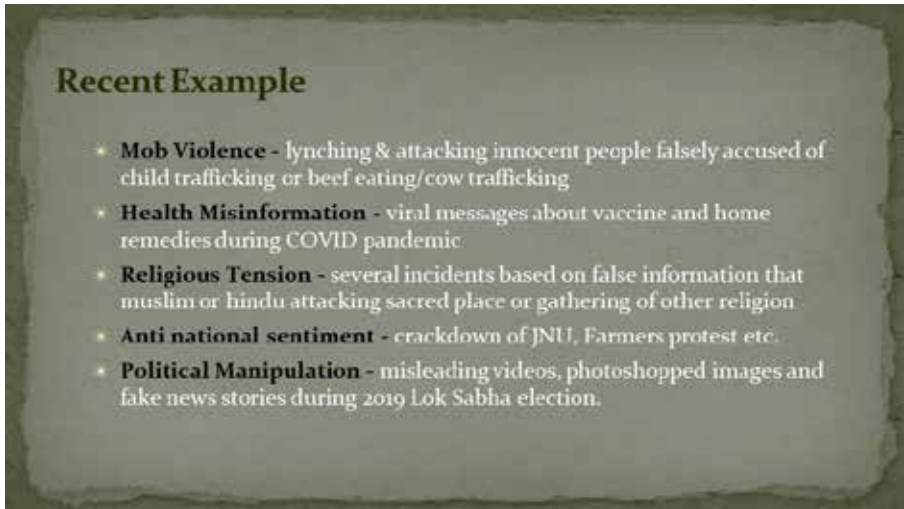 Recent Example
Mob Violence - lynching & attacking innocent people falsely accused of
child trafficking or beef eating/cow trafficking
Health Misinformation - viral messages about vaccine and home
remedies during COVID pandemic
Religious Tension - several incidents based on false information that
muslim or hindu attacking sacred place or gathering of other religion
Anti national sentiment - crackdown of JNU, Farmers protest etc.
Political Manipulation - misleading videos, photoshopped images and
fake news stories during 2019 Lok Sabha election.